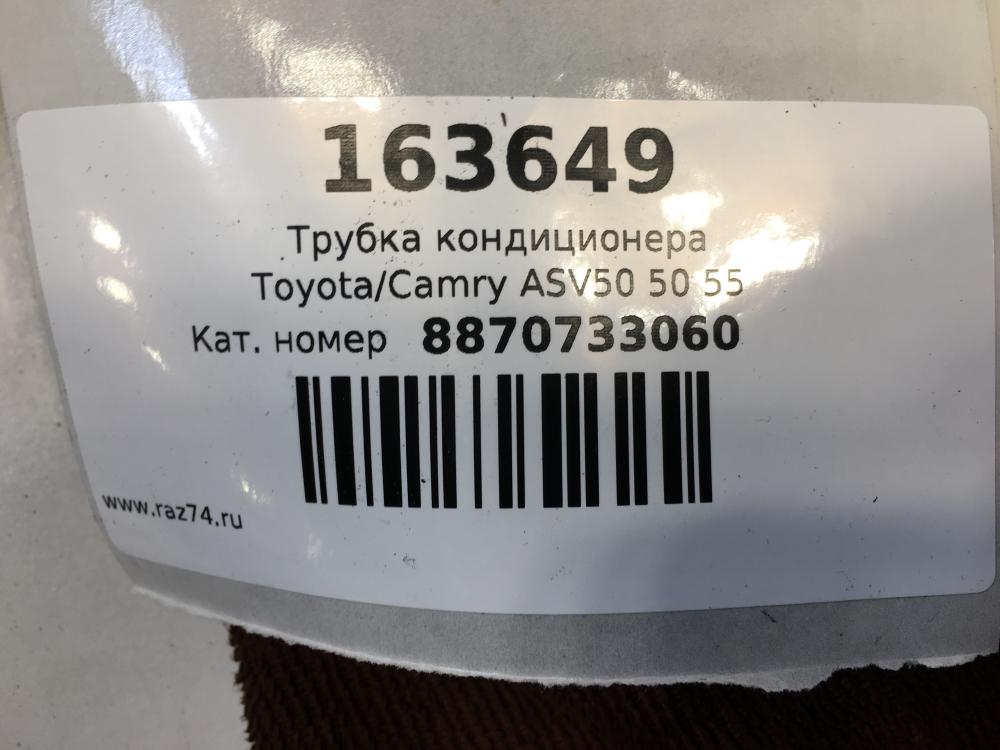 163649
Трубка кондиционера
Toyota/Camry ASV50 50 55
Кат. номер 8870733060
www.raz74.ru